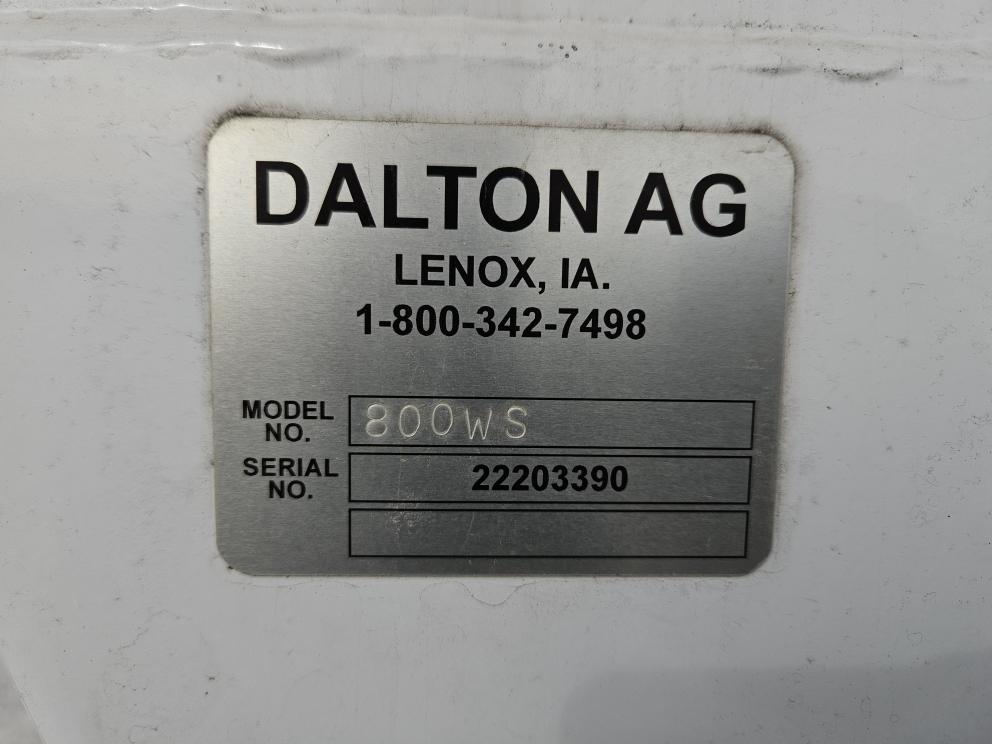 DALTON AG
LENOX, IA.
1-800-342-7498
MODEL NO. 800WS
SERIAL NO. 22203390